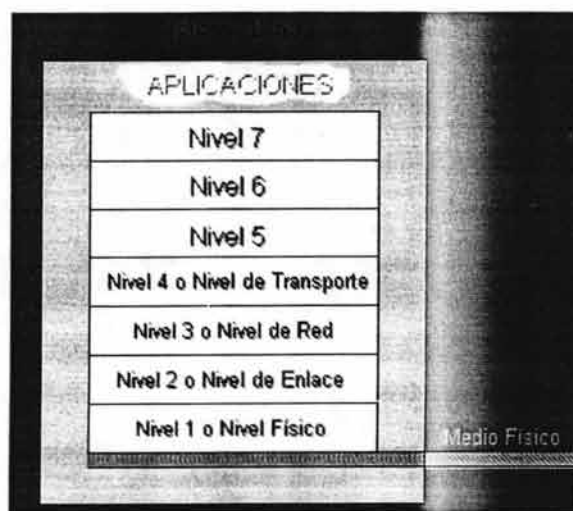 APLICACIONES
Nivel 7
Nivel 6
Nivel 5
Nivel 4 o Nivel de Transporte
Nivel 3 o Nivel de Red
Nivel 2 o Nivel de Enlace
Nivel 1 o Nivel Físico
Medio Físico